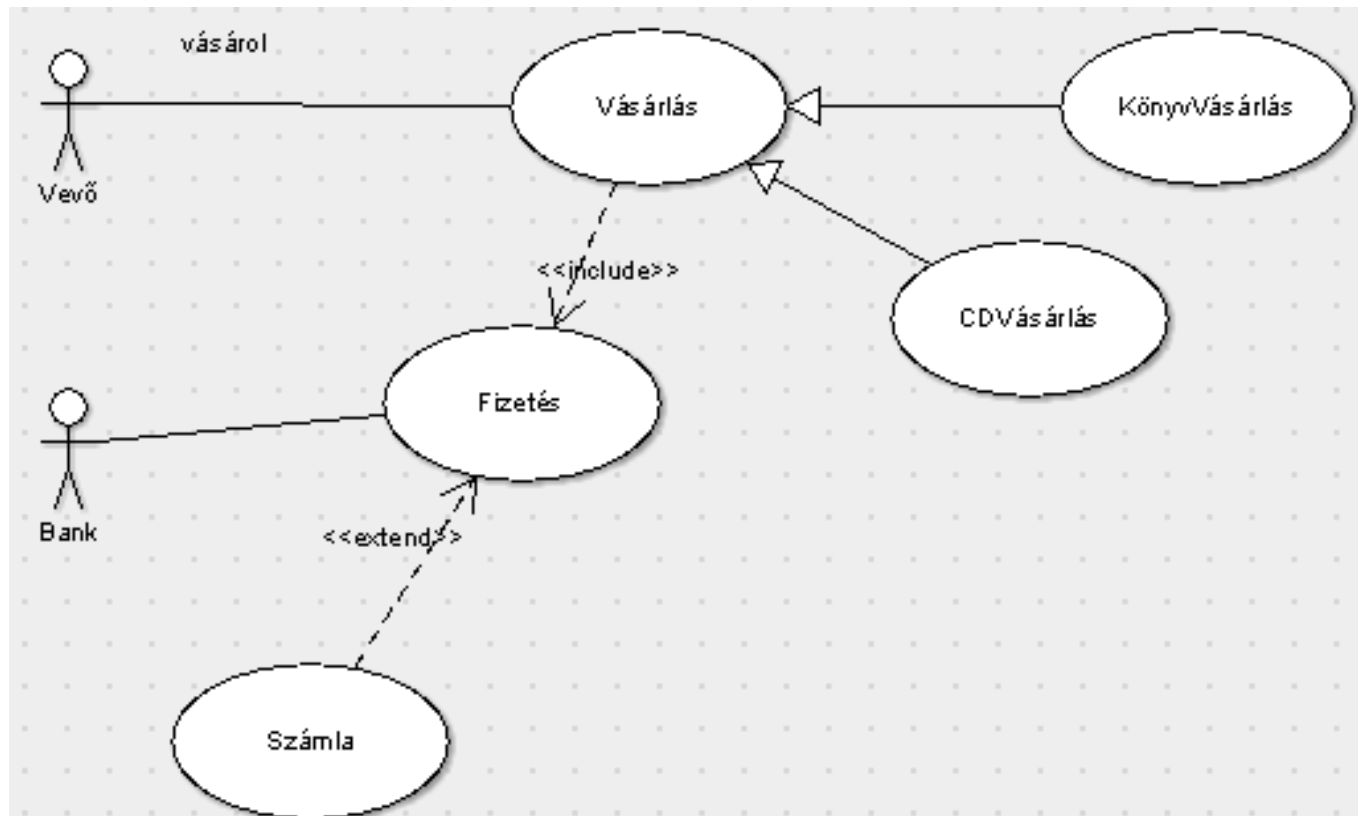 vásárol
Vásárlás
KönyvVásárlás
Vevő
<<include>>
CDVásárlás
Fizetés
Bank
<<extend>>
Számla